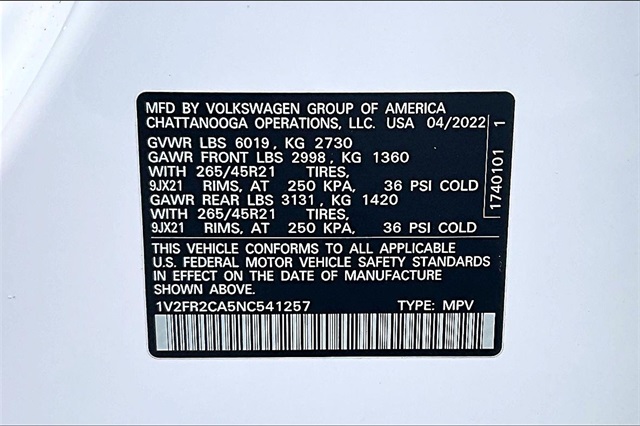 MFD BY VOLKSWAGEN GROUP OF AMERICA
CHATTANOOGA OPERATIONS, LLC. USA 04/2022
GVWR LBS 6019, KG 2730
GAWR FRONT LBS 2998, KG 1360
WITH 265/45R21 TIRES,
9JX21 RIMS, AT 250 KPA, 36 PSI COLD
GAWR REAR LBS 3131, KG 1420
WITH 265/45R21 TIRES,
9JX21 RIMS, AT 250 KPA, 36 PSI COLD
THIS VEHICLE CONFORMS TO ALL APPLICABLE
U.S. FEDERAL MOTOR VEHICLE SAFETY STANDARDS
IN EFFECT ON THE DATE OF MANUFACTURE
SHOWN ABOVE.
1V2FR2CA5NC541257 TYPE: MPV
1740101 1